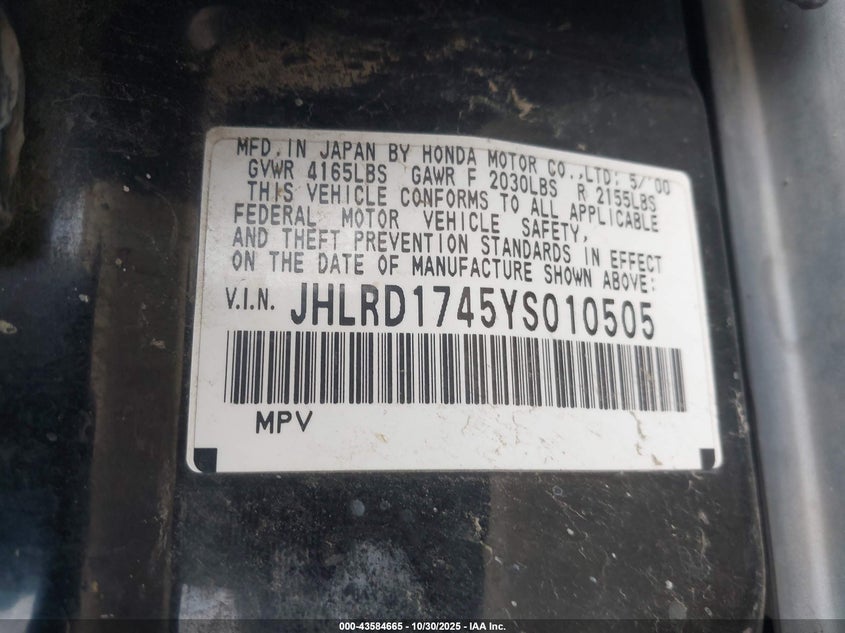 MFD. IN JAPAN BY HONDA MOTOR CO.,LTD; 5/'00
GVWR 4165LBS GAWR F 2030LBS R 2155LBS
THIS VEHICLE CONFORMS TO ALL APPLICABLE
FEDERAL MOTOR VEHICLE SAFETY,
AND THEFT PREVENTION STANDARDS IN EFFECT
ON THE DATE OF MANUFACTURE SHOWN ABOVE:
V.I.N. JHLRD1745YS010505
MPV
000-43584665 - 10/30/2025 - IAA Inc.